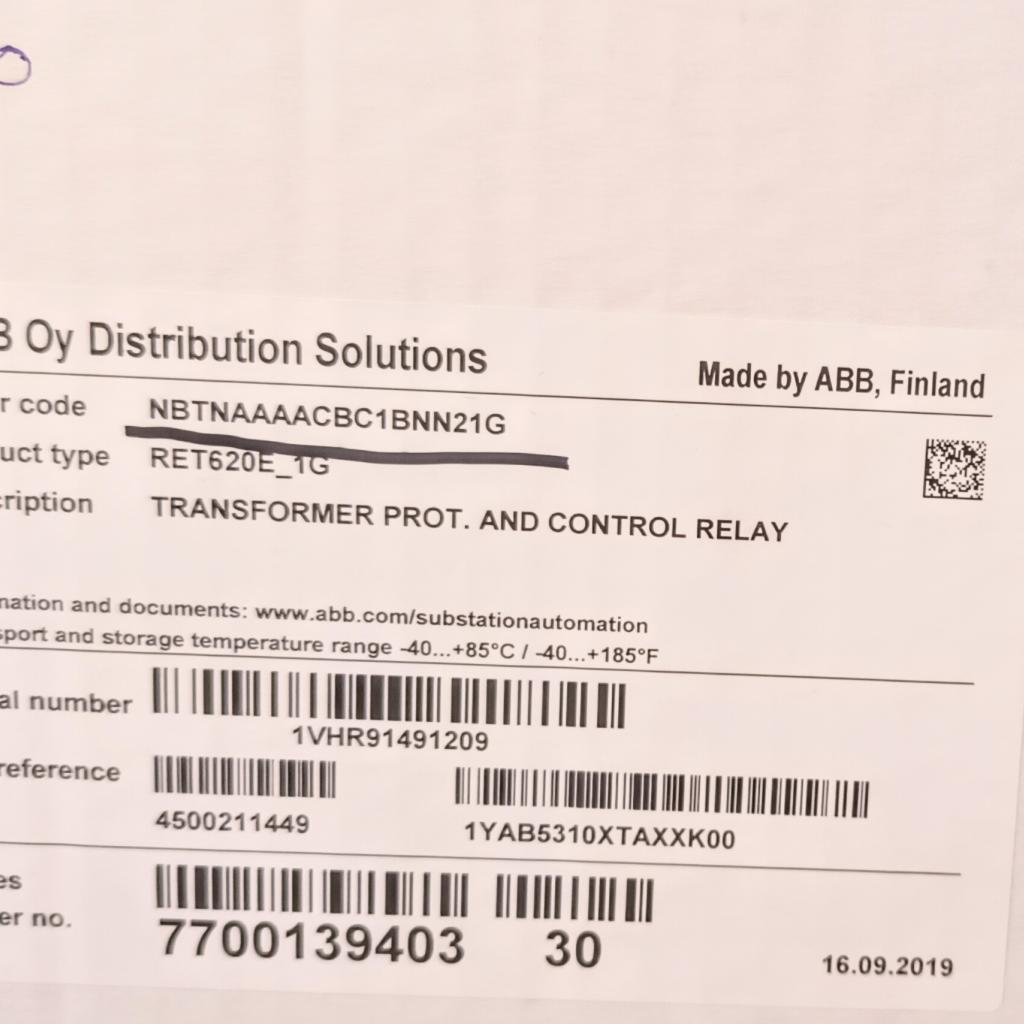 B Oy Distribution Solutions
Made by ABB, Finland
r code NBTNAAAACBC1BNN21G
uct type RET620E_1G
cription TRANSFORMER PROT. AND CONTROL RELAY
mation and documents: www.abb.com/substationautomation
sport and storage temperature range -40...+85°C / -40...+185°F
al number
1VHR91491209
reference
4500211449 1YAB5310XTAXXK00
es
er no. 7700139403 30
16.09.2019